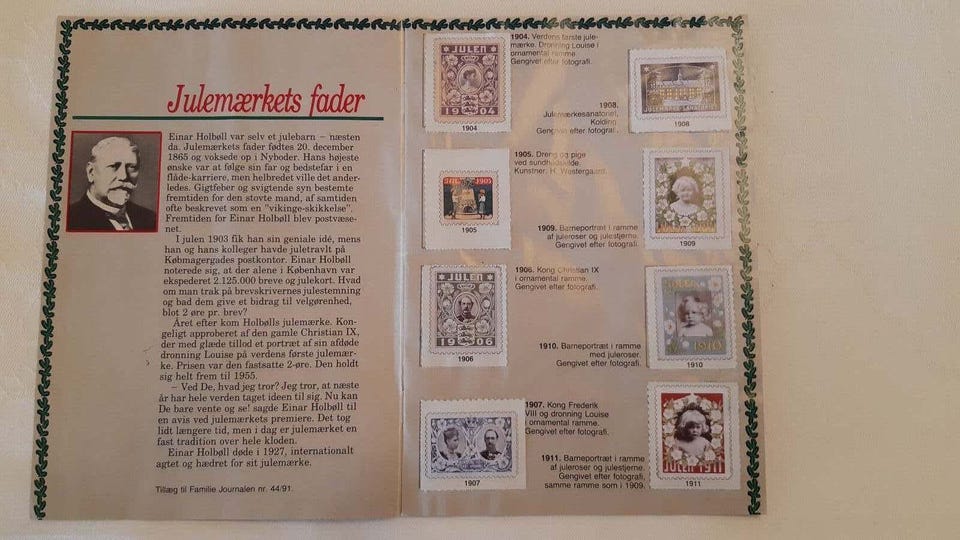 Julemærkets fader
Einar Holbøll var selv et julebarn – næsten
da. Julemærkets fader fødtes 20. december
1865 og voksede op i Nyboder. Hans højeste
ønske var at følge sin far og bedstefar i en
flåde-karriere, men helbredet ville det ander-
ledes. Gigtfeber og svigtende syn bestemte
fremtiden for den stovte mand, af samtiden
ofte beskrevet som en "vikinge-skikkelse".
Fremtiden for Einar Holbøll blev postvæse-
net.
I julen 1903 fik han sin geniale idé, mens
han og hans kolleger havde juletravlt på
Købmagergades postkontor. Einar Holbøll
noterede sig, at der alene i København var
ekspederet 2.125.000 breve og julekort. Hvad
om man trak på brevskrivernes julestemning
og bad dem give et bidrag til velgørenhed,
blot 2 øre pr. brev?
Året efter kom Holbølls julemærke. Kon-
geligt approberet af den gamle Christian IX,
der med glæde tillod et portræt af sin afdøde
dronning Louise på verdens første julemær-
ke. Prisen var den fastsatte 2-øre. Den holdt
sig helt frem til 1955.
– Ved De, hvad jeg tror? Jeg tror, at næste
år har hele verden taget ideen til sig. Nu kan
De bare vente og se! sagde Einar Holbøll til
en avis ved julemærkets premiere. Det tog
lidt længere tid, men i dag er julemærket en
fast tradition over hele kloden.
Einar Holbøll døde i 1927, internationalt
agtet og hædret for sit julemærke.
Tillæg til Familie Journalen nr. 44/91.
JULEN
1904
1904
1904. Verdens første jule-
mærke. Dronning Louise i
ornamental ramme.
Gengivet efter fotografi.
1908.
Julemærkesanatoriet,
Kolding.
Gengivet efter fotografi.
1908
JUL 1905
1905
1905. Dreng og pige
ved sundhedskilde.
Kunstner: H. Westergaard.
1909. Barneportræt i ramme
af juleroser og julestjerne.
Gengivet efter fotografi.
1909
JULEN
1906
1906
1906. Kong Christian IX
i ornamental ramme.
Gengivet efter fotografi.
1910. Barneportræt i ramme
med juleroser.
Gengivet efter fotografi.
JULEN
1910
1910
1907
1907. Kong Frederik
VIII og dronning Louise
i ornamental ramme.
Gengivet efter fotografi.
1911. Barneportræt i ramme
af juleroser og julestjerne.
Gengivet efter fotografi,
samme ramme som i 1909.
JULEN 1911
1911